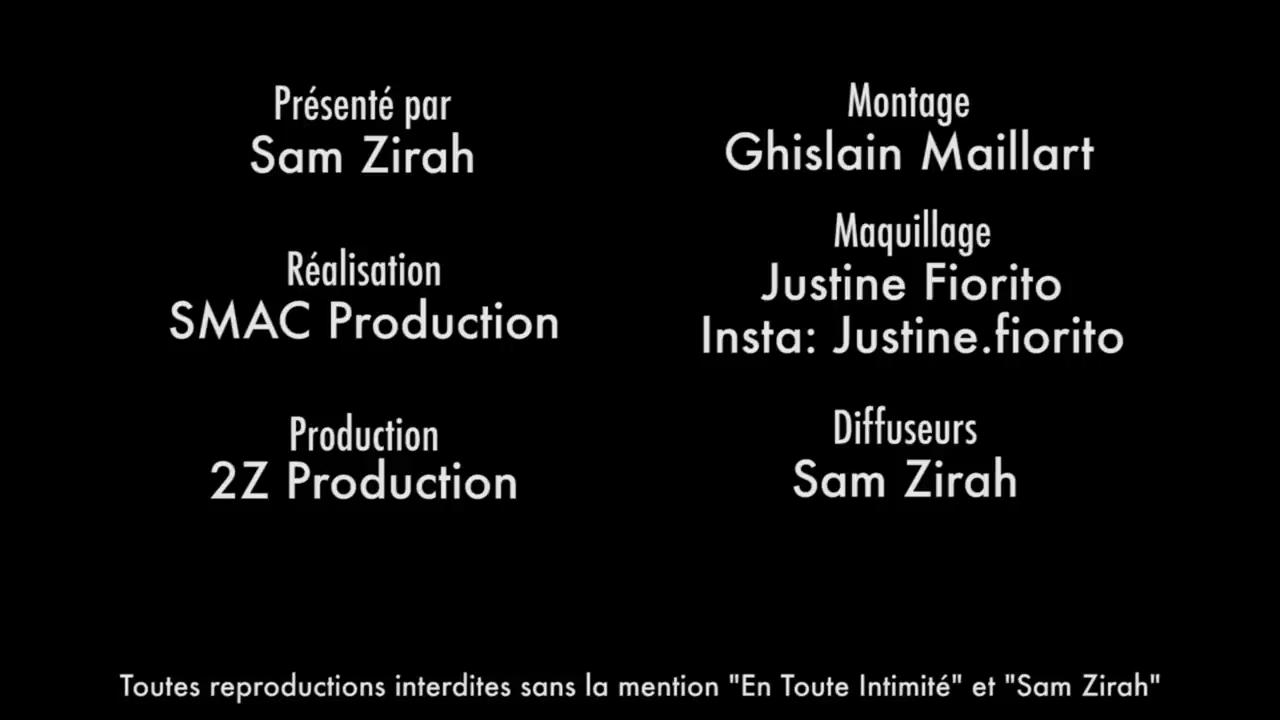 Présenté par
Sam Zirah
Réalisation
SMAC Production
Production
2Z Production
Montage
Ghislain Maillart
Maquillage
Justine Fiorito
Insta: Justine.fiorito
Diffuseurs
Sam Zirah
Toutes reproductions interdites sans la mention "En Toute Intimité" et "Sam Zirah"